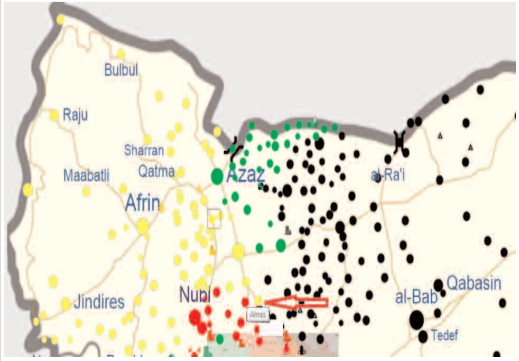 Bulbul
Raju
Sharran
Qatma
Maabatli
Azaz
al-Ra'i
Afrin
Jindires
Nubl
Qabasin
al-Bab
Tedef